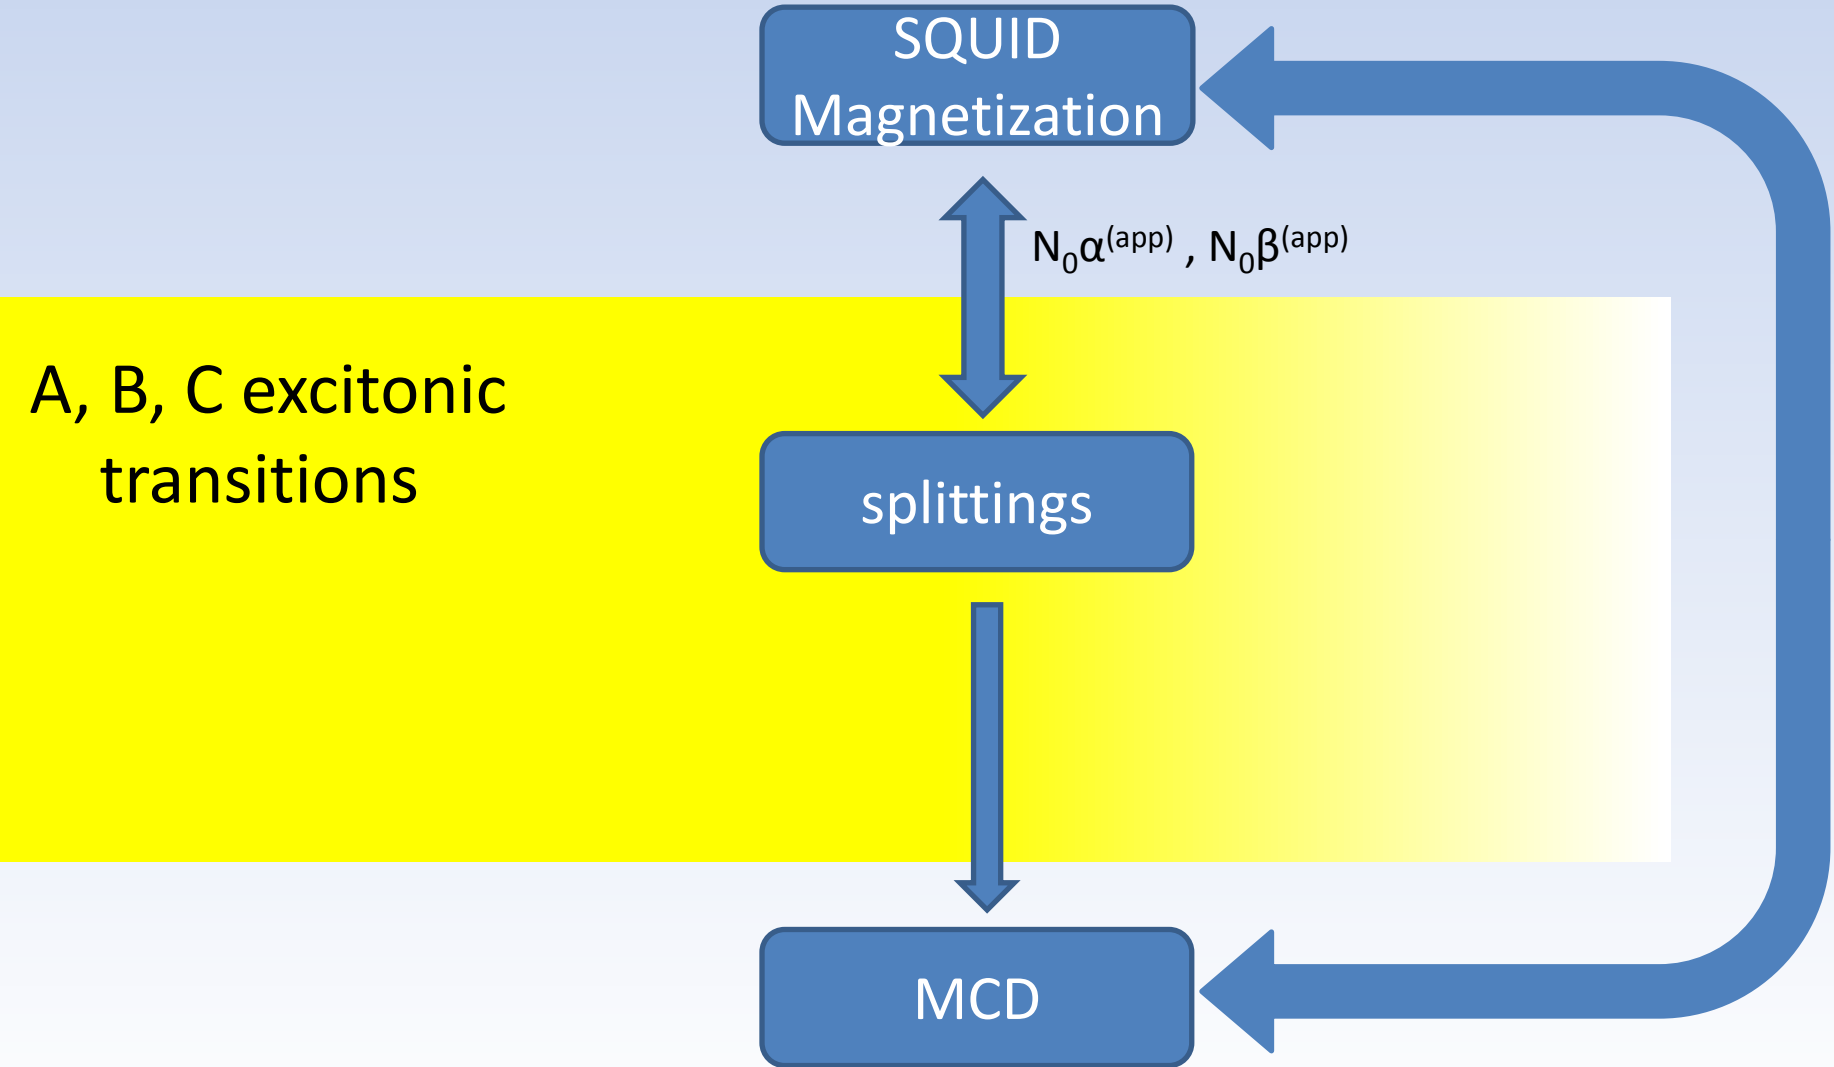 SQUID
Magnetization
N₀α⁽ᵃᵖᵖ⁾ , N₀β⁽ᵃᵖᵖ⁾
A, B, C excitonic
transitions
splittings
MCD